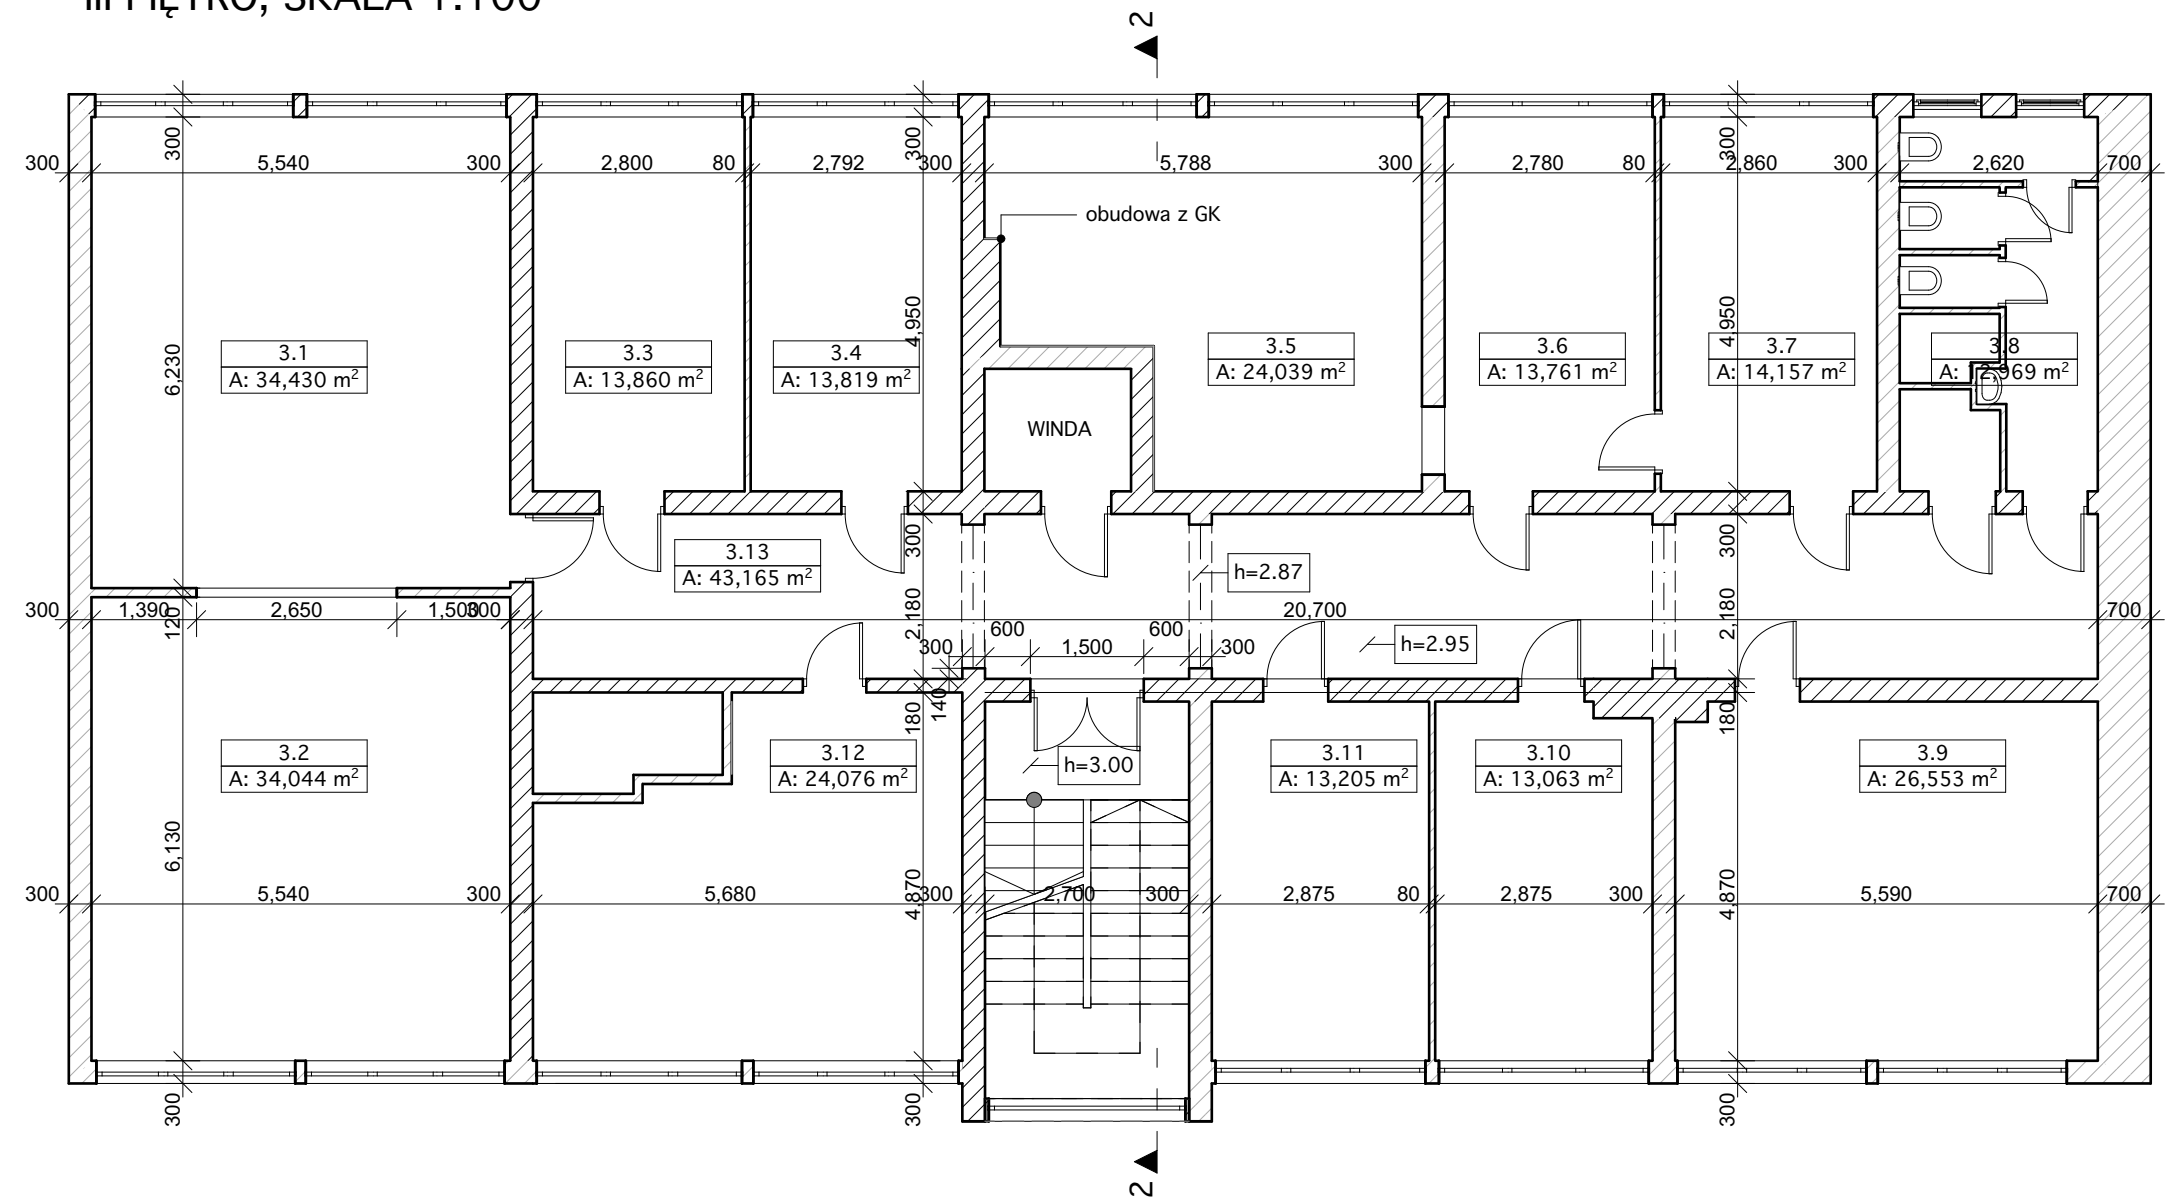 III PIĘTRO, SKALA 1:100
2
300
300
300
300 5,540 300 2,800 80 2,792 300 5,788 300 2,780 80 2,860 300 2,620 700
obudowa z GK
6,230
4,950
4,950
3.1
A: 34,430 m²
3.3
A: 13,860 m²
3.4
A: 13,819 m²
3.5
A: 24,039 m²
3.6
A: 13,761 m²
3.7
A: 14,157 m²
3.8
A: 12,969 m²
WINDA
300
300
3.13
A: 43,165 m²
h=2.87
300 1,390 2,650 1,500 300 20,700 700
120
2,180
2,180
600 600
300 1,500 300
h=2.95
140
180
180
3.2
A: 34,044 m²
3.12
A: 24,076 m²
h=3.00
3.11
A: 13,205 m²
3.10
A: 13,063 m²
3.9
A: 26,553 m²
6,130
4,870
4,870
300 5,540 300 5,680 300 2,700 300 2,875 80 2,875 300 5,590 700
300
300
300
2